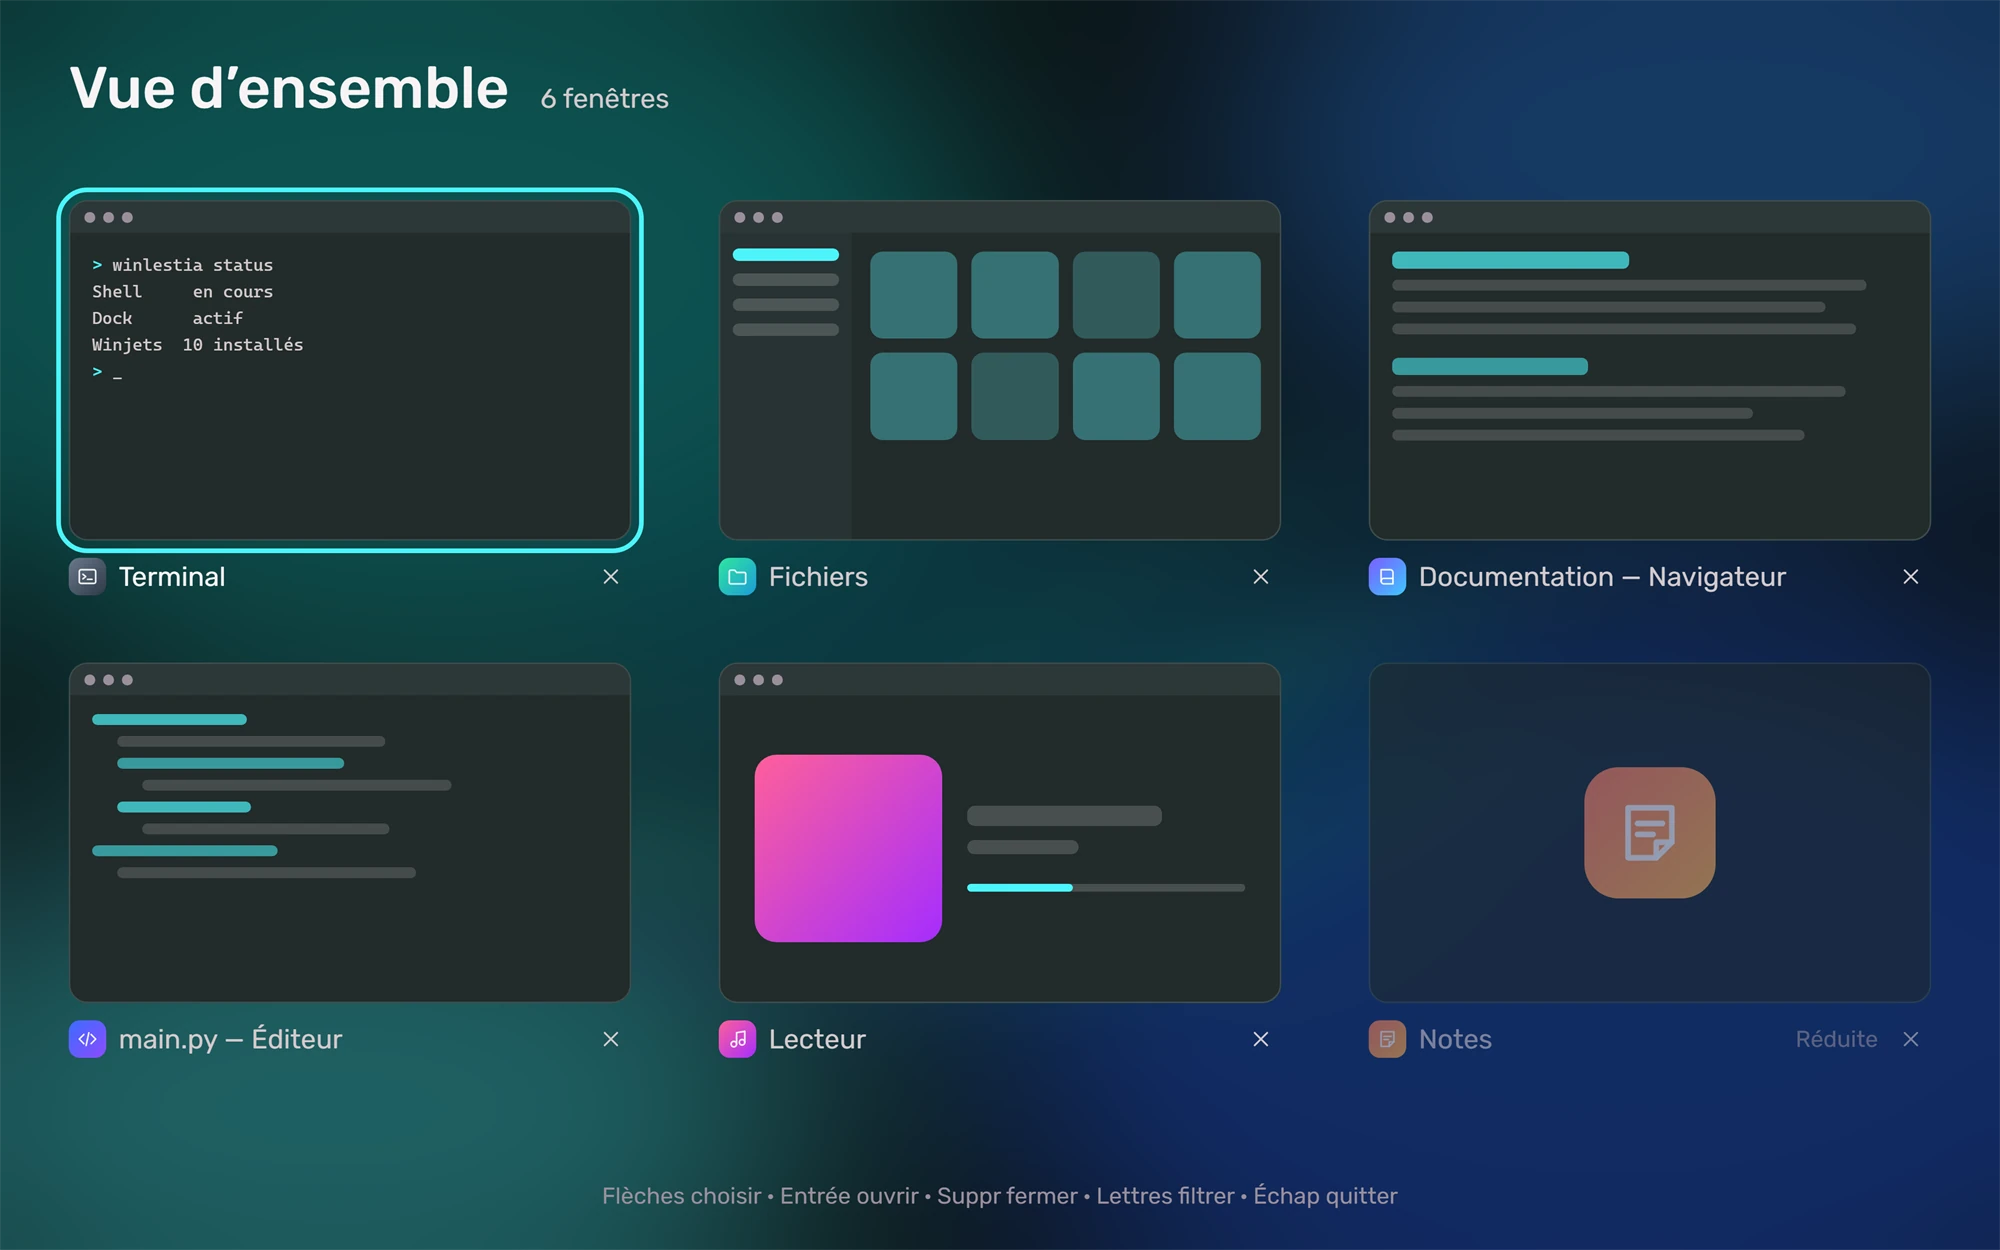 Vue d’ensemble 6 fenêtres
> winlestia status
Shell en cours
Dock actif
Winjets 10 installés
> _
Terminal
Fichiers
Documentation — Navigateur
main.py — Éditeur
Lecteur
Notes Réduite
Flèches choisir • Entrée ouvrir • Suppr fermer • Lettres filtrer • Échap quitter